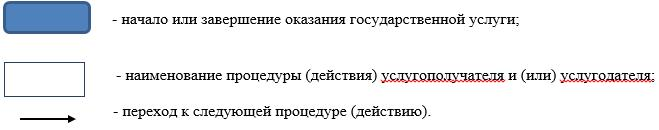 - начало или завершение оказания государственной услуги;
- наименование процедуры (действия) услугополучателя и (или) услугодателя;
- переход к следующей процедуре (действию).